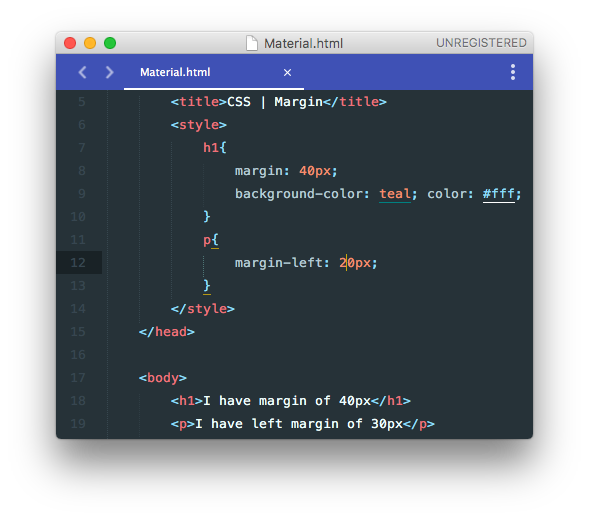 Material.html
UNREGISTERED
Material.html ×
5 <title>CSS | Margin</title>
6 <style>
7 h1{
8 margin: 40px;
9 background-color: teal; color: #fff;
10 }
11 p{
12 margin-left: 20px;
13 }
14 </style>
15 </head>
16
17 <body>
18 <h1>I have margin of 40px</h1>
19 <p>I have left margin of 30px</p>